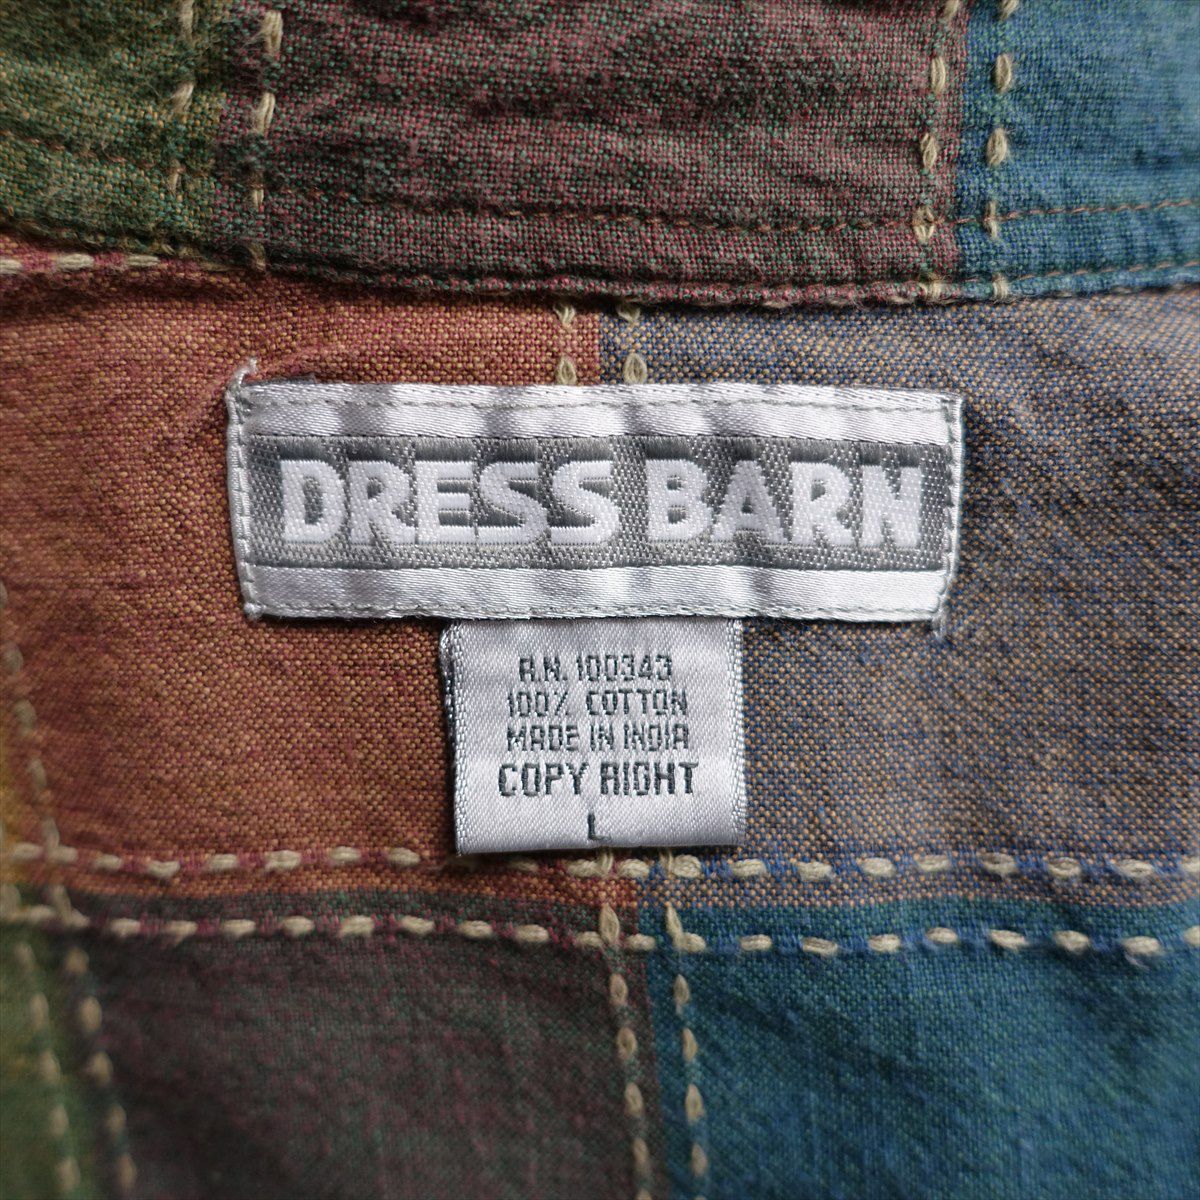 DRESS BARN
R.N. 100343
100% COTTON
MADE IN INDIA
COPY RIGHT
L